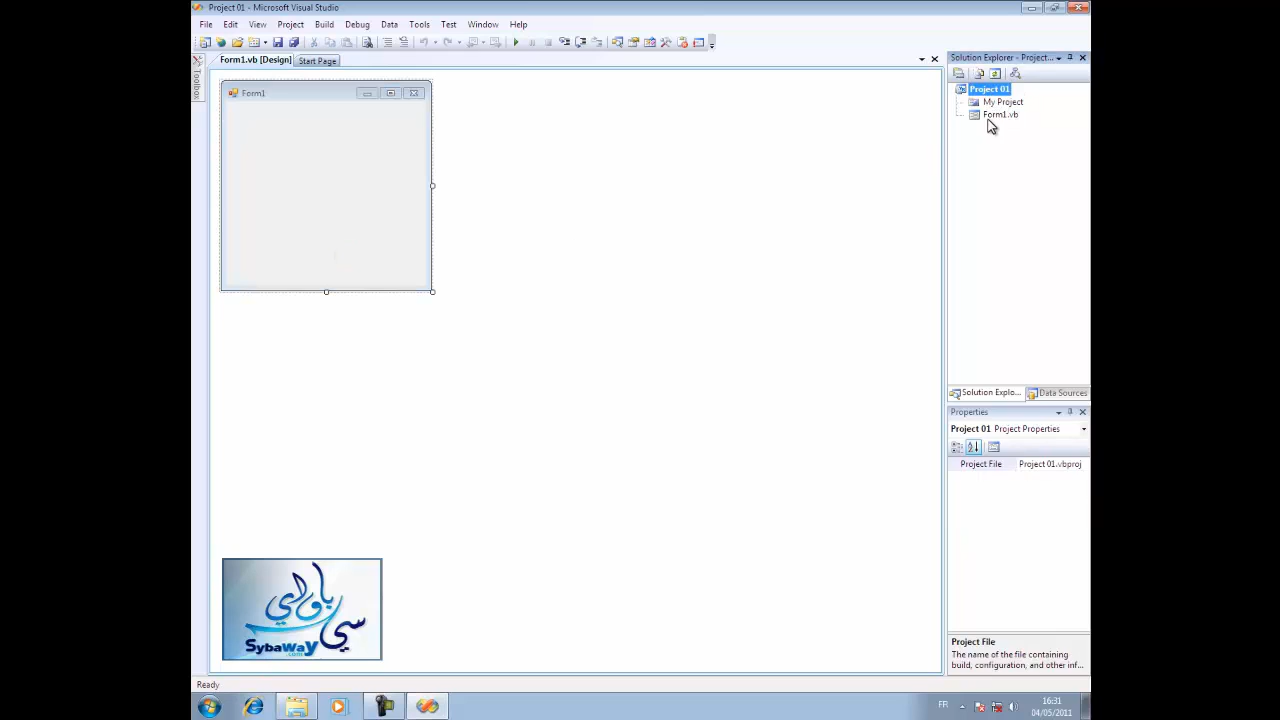 Project 01 - Microsoft Visual Studio
File Edit View Project Build Debug Data Tools Test Window Help
Form1.vb [Design] Start Page
Toolbox
Form1
Solution Explorer - Project...
Project 01
My Project
Form1.vb
Solution Explo... Data Sources
Properties
Project 01 Project Properties
Project File Project 01.vbproj
سي باواي
SybaWay
.com
Project File
The name of the file containing
build, configuration, and other inf...
Ready
FR 16:31
04/05/2011